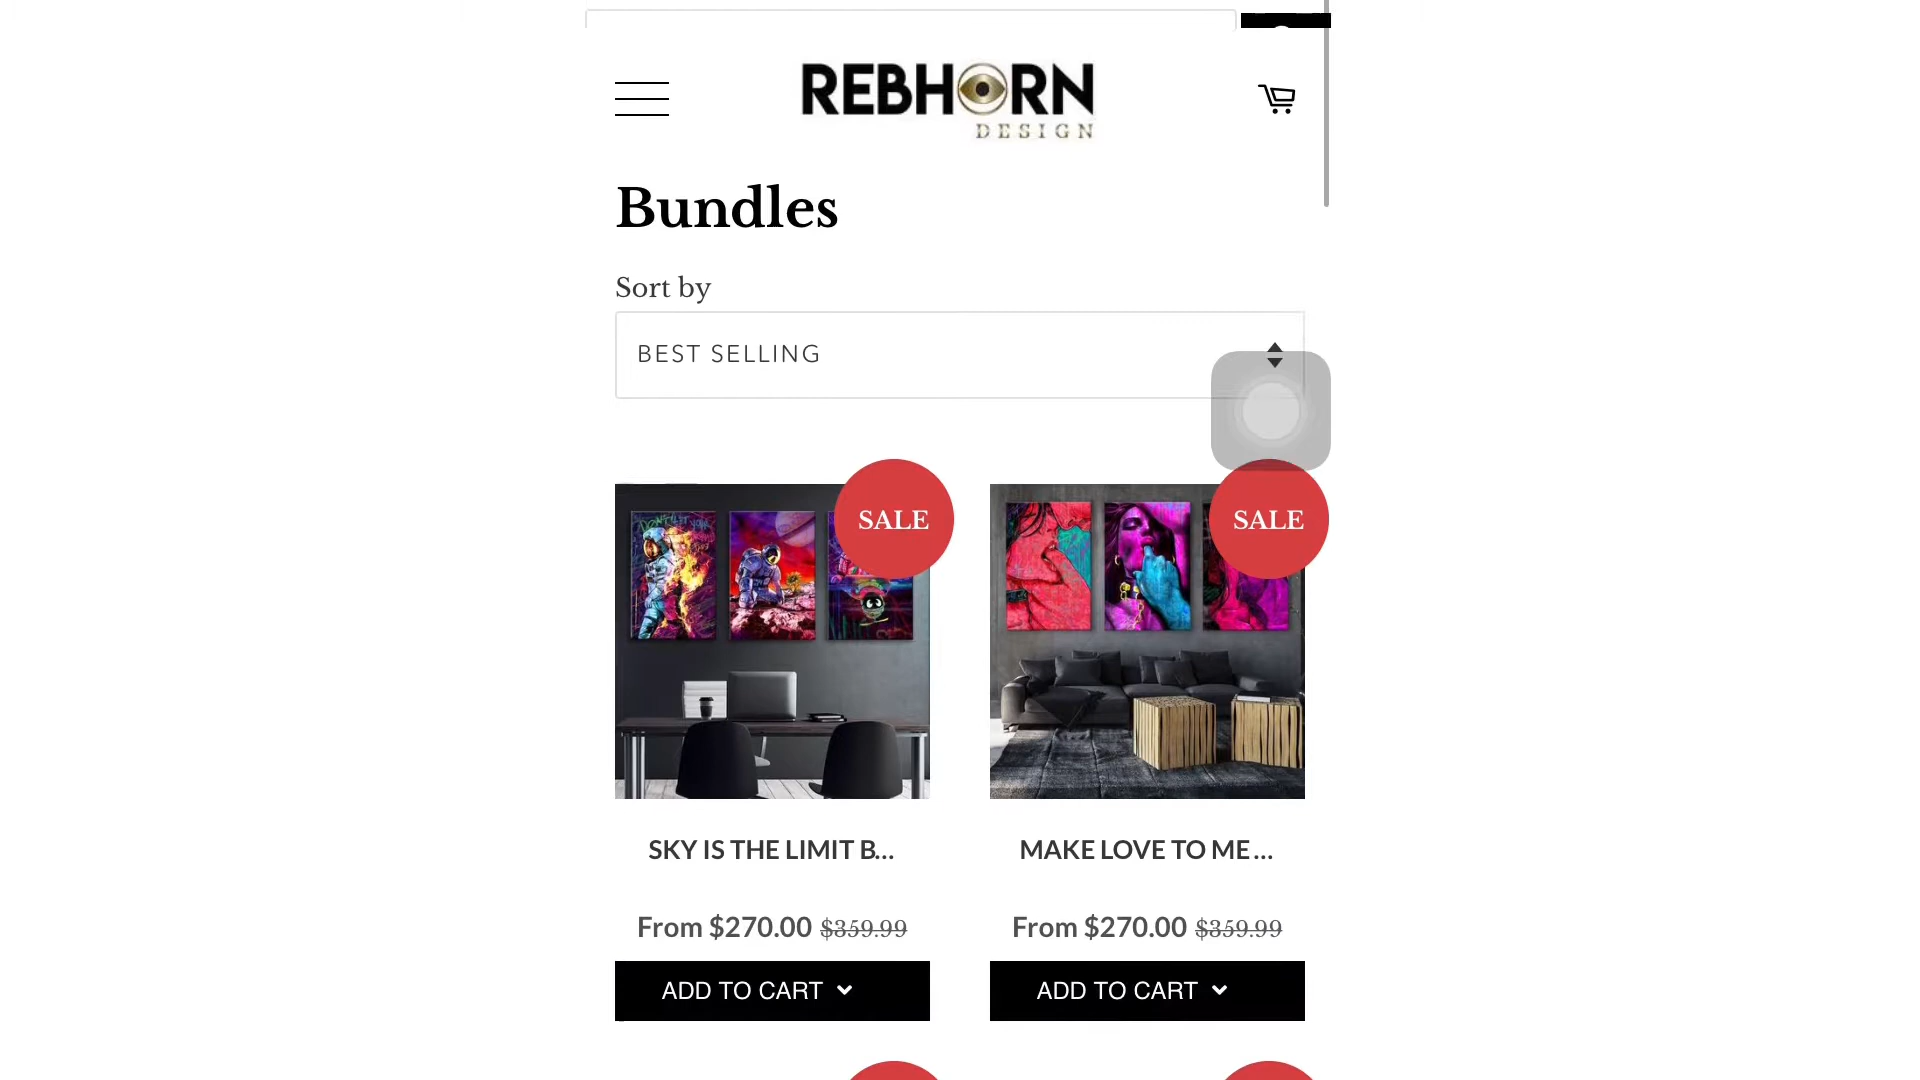 REBHORN
DESIGN
Bundles
Sort by
BEST SELLING
SALE
SALE
SKY IS THE LIMIT B...
MAKE LOVE TO ME ...
From $270.00 $359.99
From $270.00 $359.99
ADD TO CART
ADD TO CART